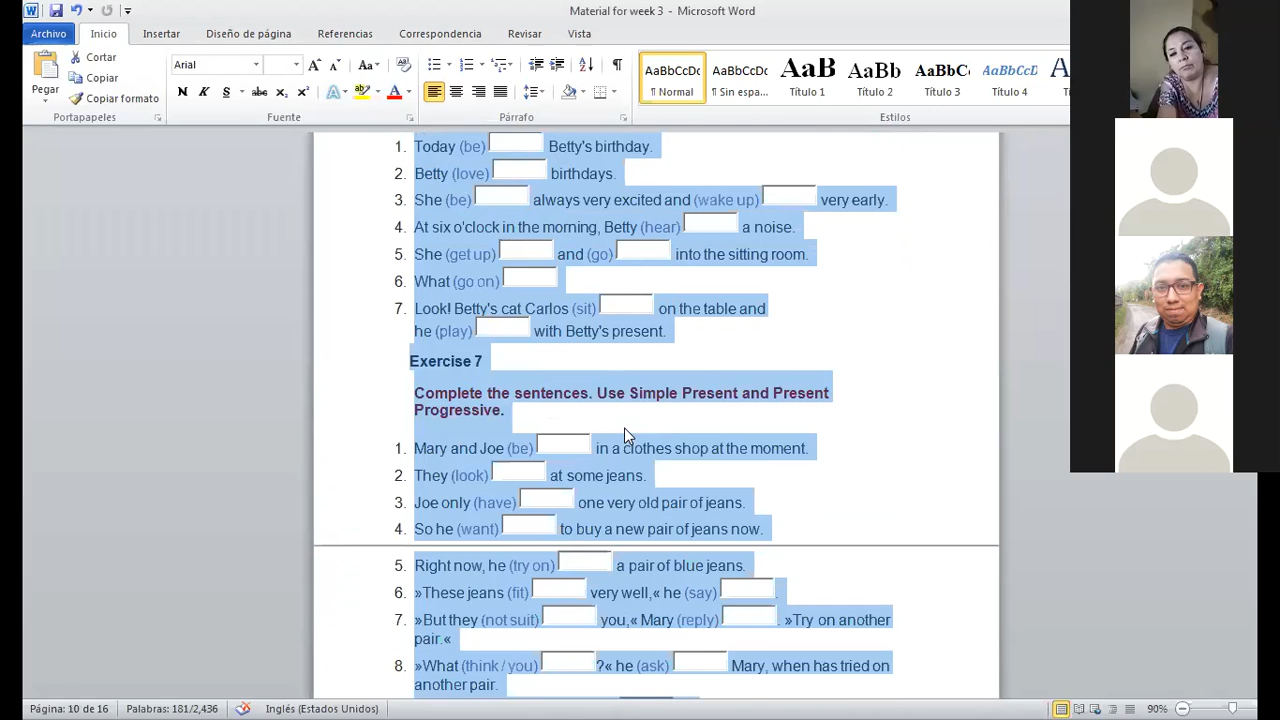 Material for week 3 - Microsoft Word
Archivo Inicio Insertar Diseño de página Referencias Correspondencia Revisar Vista
Pegar
Cortar
Copiar
Copiar formato
Portapapeles
Arial
Fuente
Párrafo
AaBbCcDc AaBbCcDc AaB AaBbCc AaBbC AaBbCcD
¶ Normal ¶ Sin espa... Título 1 Título 2 Título 3 Título 4
Estilos
1. Today (be) Betty's birthday.
2. Betty (love) birthdays.
3. She (be) always very excited and (wake up) very early.
4. At six o'clock in the morning, Betty (hear) a noise.
5. She (get up) and (go) into the sitting room.
6. What (go on)
7. Look! Betty's cat Carlos (sit) on the table and
he (play) with Betty's present.
Exercise 7
Complete the sentences. Use Simple Present and Present
Progressive.
1. Mary and Joe (be) in a clothes shop at the moment.
2. They (look) at some jeans.
3. Joe only (have) one very old pair of jeans.
4. So he (want) to buy a new pair of jeans now.
5. Right now, he (try on) a pair of blue jeans.
6. »These jeans (fit) very well,« he (say) .
7. »But they (not suit) you,« Mary (reply) . »Try on another
pair.«
8. »What (think / you) ?« he (ask) Mary, when has tried on
another pair.
Página: 10 de 16 Palabras: 181/2,436 Inglés (Estados Unidos) 90%